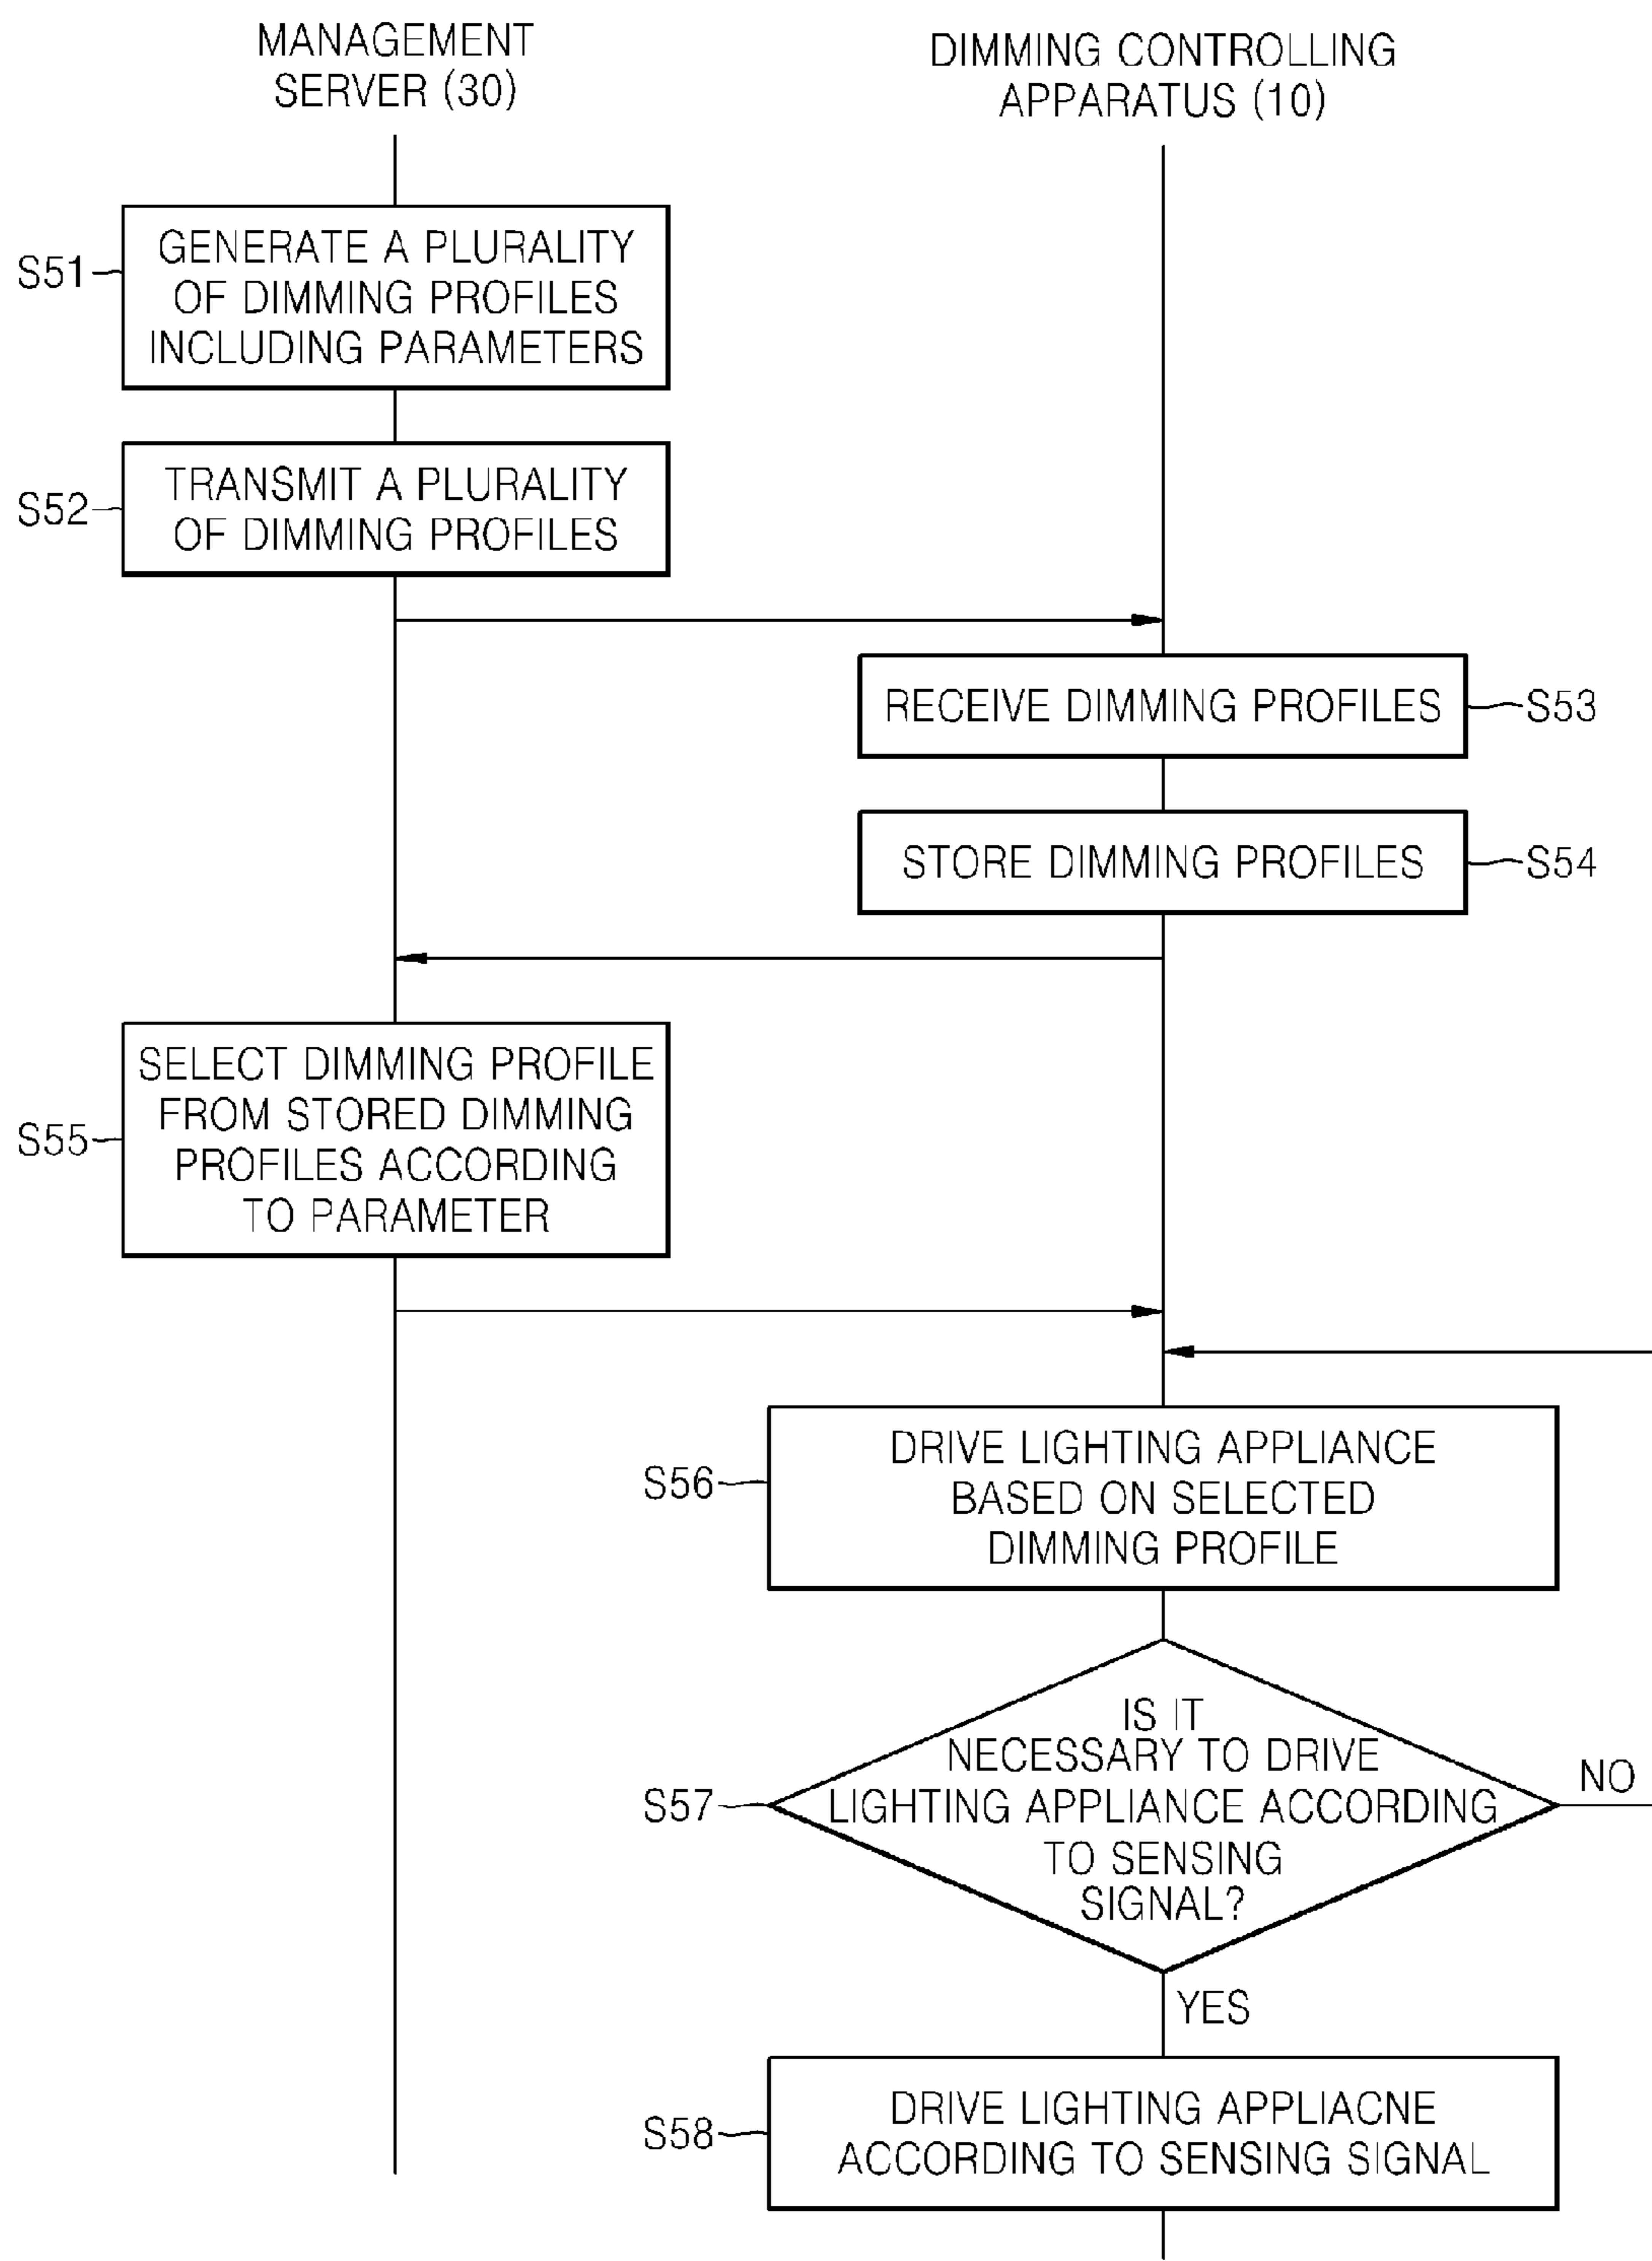 MANAGEMENT
SERVER (30)
DIMMING CONTROLLING
APPARATUS (10)
S51
GENERATE A PLURALITY
OF DIMMING PROFILES
INCLUDING PARAMETERS
S52
TRANSMIT A PLURALITY
OF DIMMING PROFILES
RECEIVE DIMMING PROFILES
S53
STORE DIMMING PROFILES
S54
S55
SELECT DIMMING PROFILE
FROM STORED DIMMING
PROFILES ACCORDING
TO PARAMETER
S56
DRIVE LIGHTING APPLIANCE
BASED ON SELECTED
DIMMING PROFILE
S57
IS IT
NECESSARY TO DRIVE
LIGHTING APPLIANCE ACCORDING
TO SENSING
SIGNAL?
NO
YES
S58
DRIVE LIGHTING APPLIACNE
ACCORDING TO SENSING SIGNAL